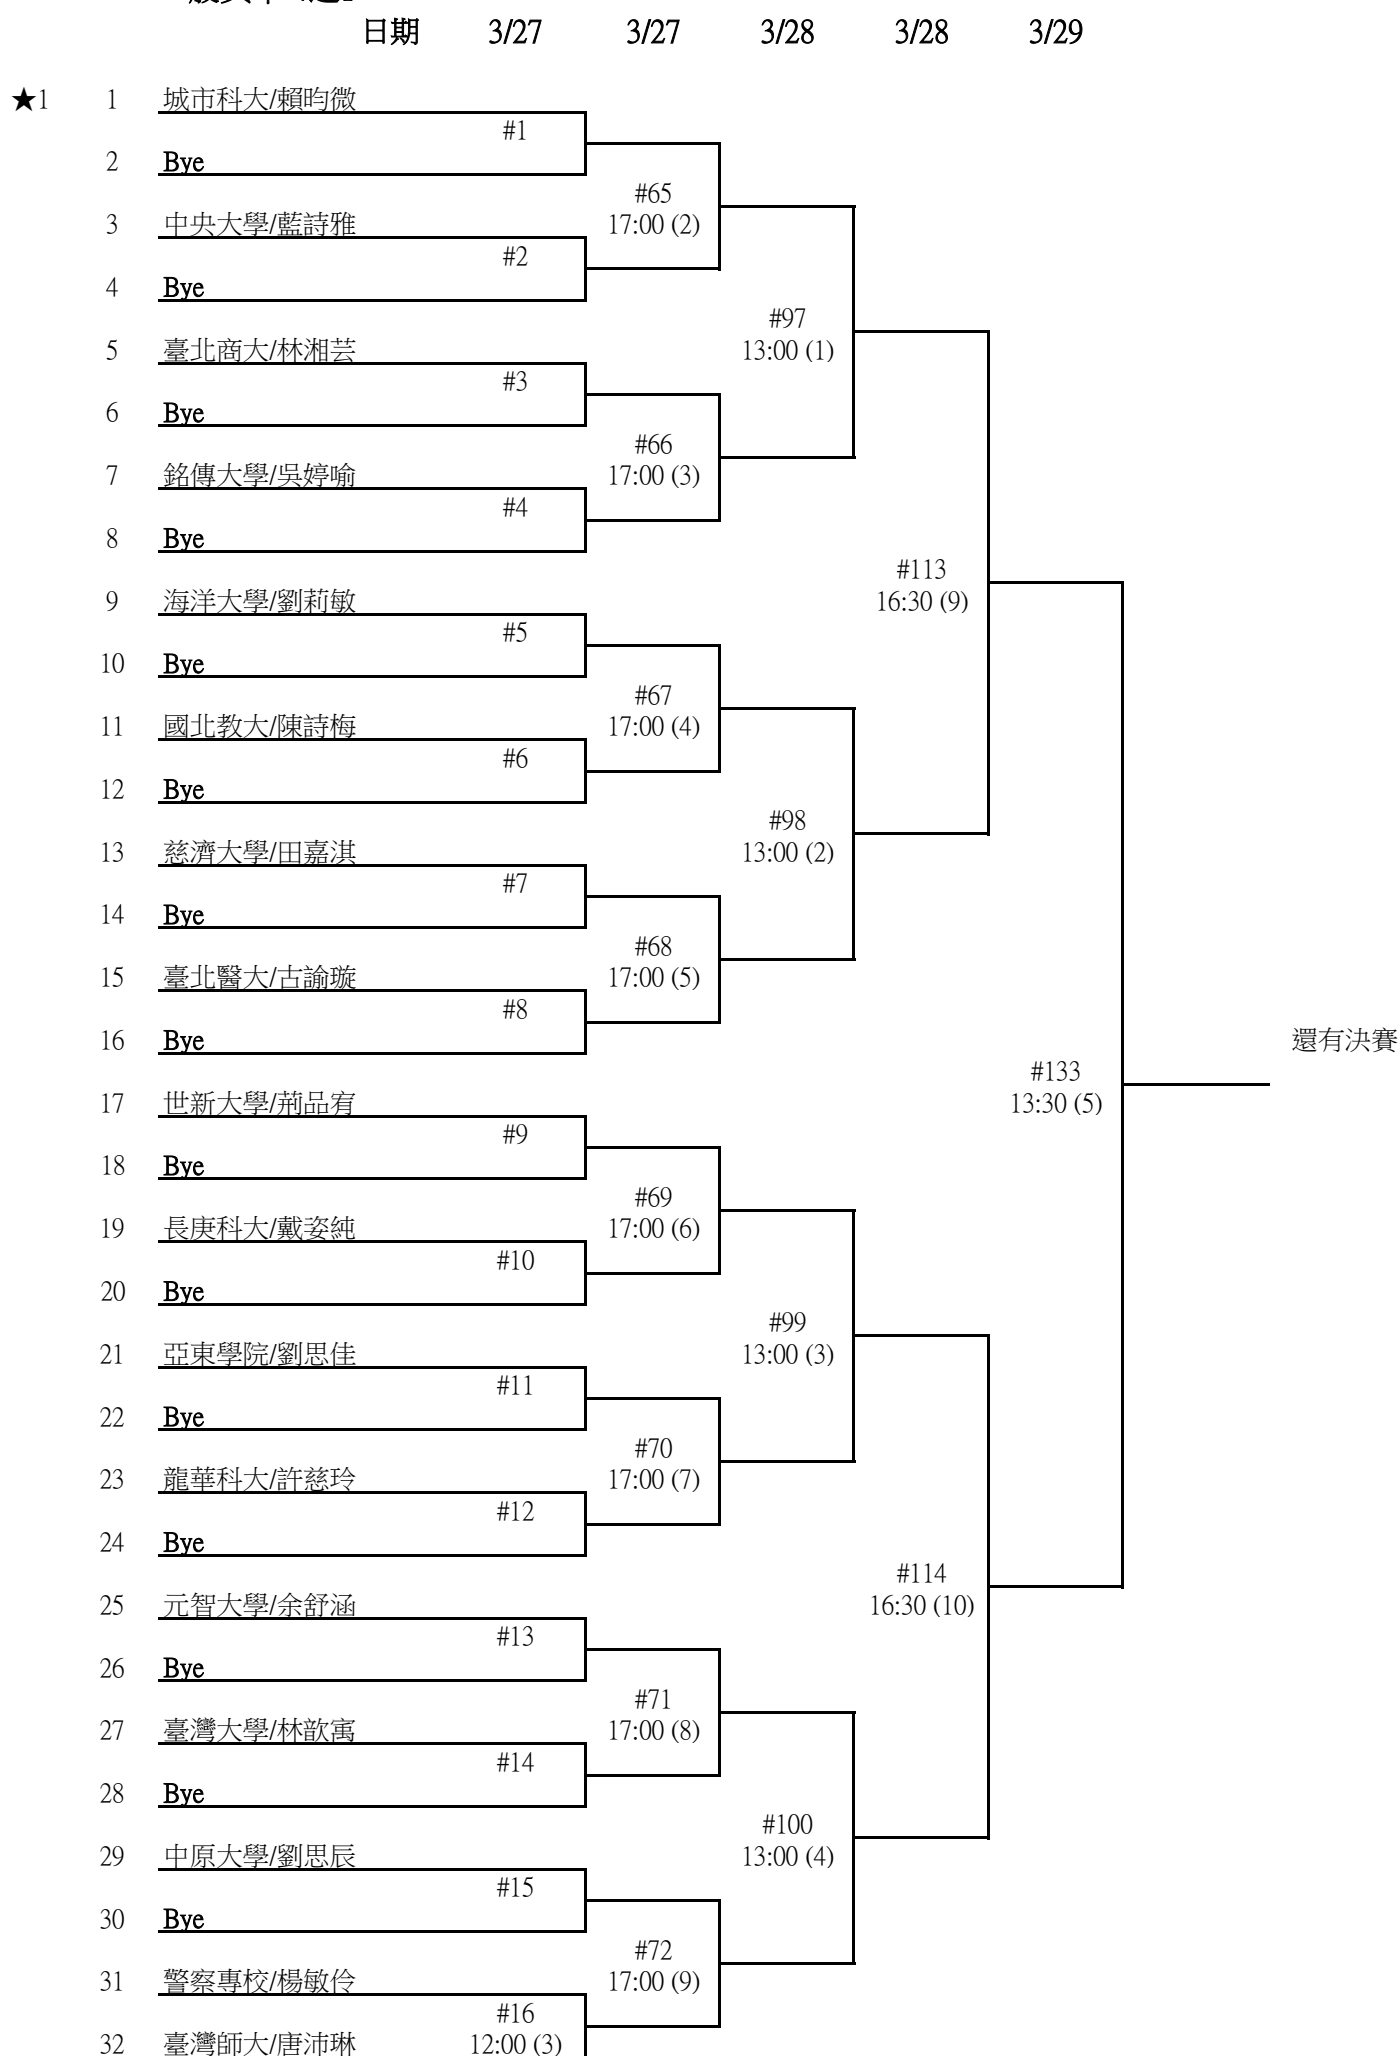 日期 3/27 3/27 3/28 3/28 3/29
★1 1 城市科大/賴昀微
#1
2 Bye
#65
3 中央大學/藍詩雅 17:00 (2)
#2
4 Bye
#97
5 臺北商大/林湘芸 13:00 (1)
#3
6 Bye
#66
7 銘傳大學/吳婷喻 17:00 (3)
#4
8 Bye
#113
9 海洋大學/劉莉敏 16:30 (9)
#5
10 Bye
#67
11 國北教大/陳詩梅 17:00 (4)
#6
12 Bye
#98
13 慈濟大學/田嘉淇 13:00 (2)
#7
14 Bye
#68
15 臺北醫大/古諭璇 17:00 (5)
#8
16 Bye 還有決賽
#133
17 世新大學/荊品宥 13:30 (5)
#9
18 Bye
#69
19 長庚科大/戴姿純 17:00 (6)
#10
20 Bye
#99
21 亞東學院/劉思佳 13:00 (3)
#11
22 Bye
#70
23 龍華科大/許慈玲 17:00 (7)
#12
24 Bye
#114
25 元智大學/余舒涵 16:30 (10)
#13
26 Bye
#71
27 臺灣大學/林歆寯 17:00 (8)
#14
28 Bye
#100
29 中原大學/劉思辰 13:00 (4)
#15
30 Bye
#72
31 警察專校/楊敏伶 17:00 (9)
#16
32 臺灣師大/唐沛琳 12:00 (3)